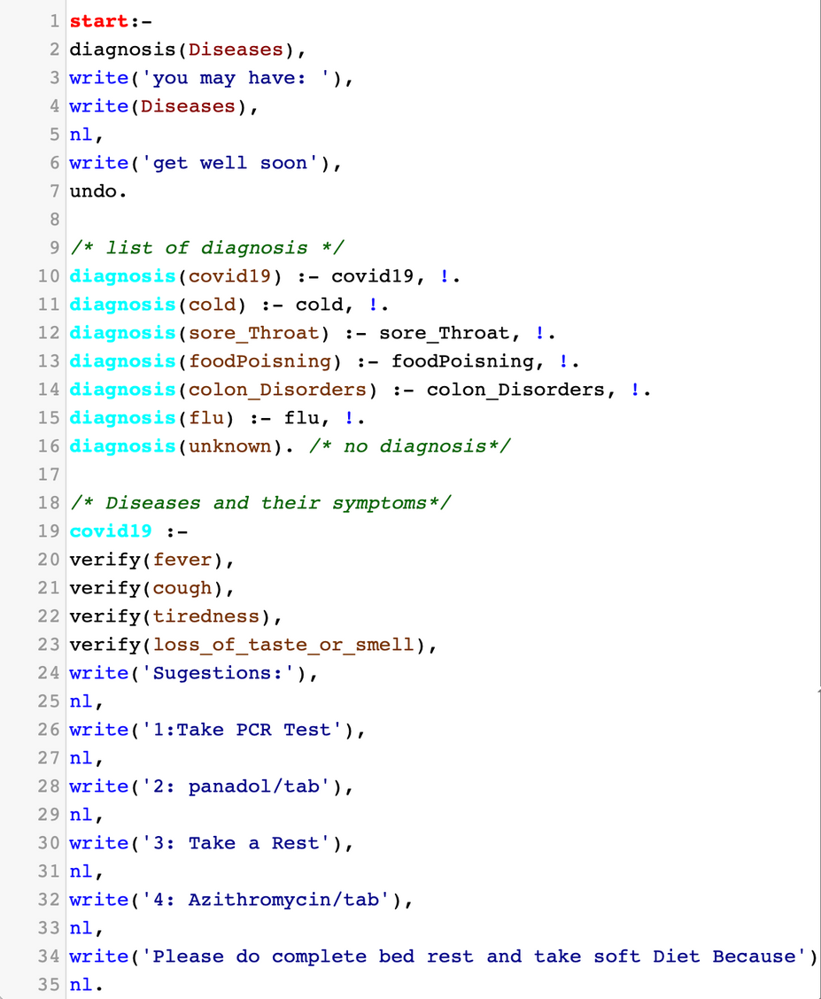 1 start:-
2 diagnosis(Diseases),
3 write('you may have: '),
4 write(Diseases),
5 nl,
6 write('get well soon'),
7 undo.
8
9 /* list of diagnosis */
10 diagnosis(covid19) :- covid19, !.
11 diagnosis(cold) :- cold, !.
12 diagnosis(sore_Throat) :- sore_Throat, !.
13 diagnosis(foodPoisning) :- foodPoisning, !.
14 diagnosis(colon_Disorders) :- colon_Disorders, !.
15 diagnosis(flu) :- flu, !.
16 diagnosis(unknown). /* no diagnosis*/
17
18 /* Diseases and their symptoms*/
19 covid19 :-
20 verify(fever),
21 verify(cough),
22 verify(tiredness),
23 verify(loss_of_taste_or_smell),
24 write('Sugestions:'),
25 nl,
26 write('1:Take PCR Test'),
27 nl,
28 write('2: panadol/tab'),
29 nl,
30 write('3: Take a Rest'),
31 nl,
32 write('4: Azithromycin/tab'),
33 nl,
34 write('Please do complete bed rest and take soft Diet Because')
35 nl.